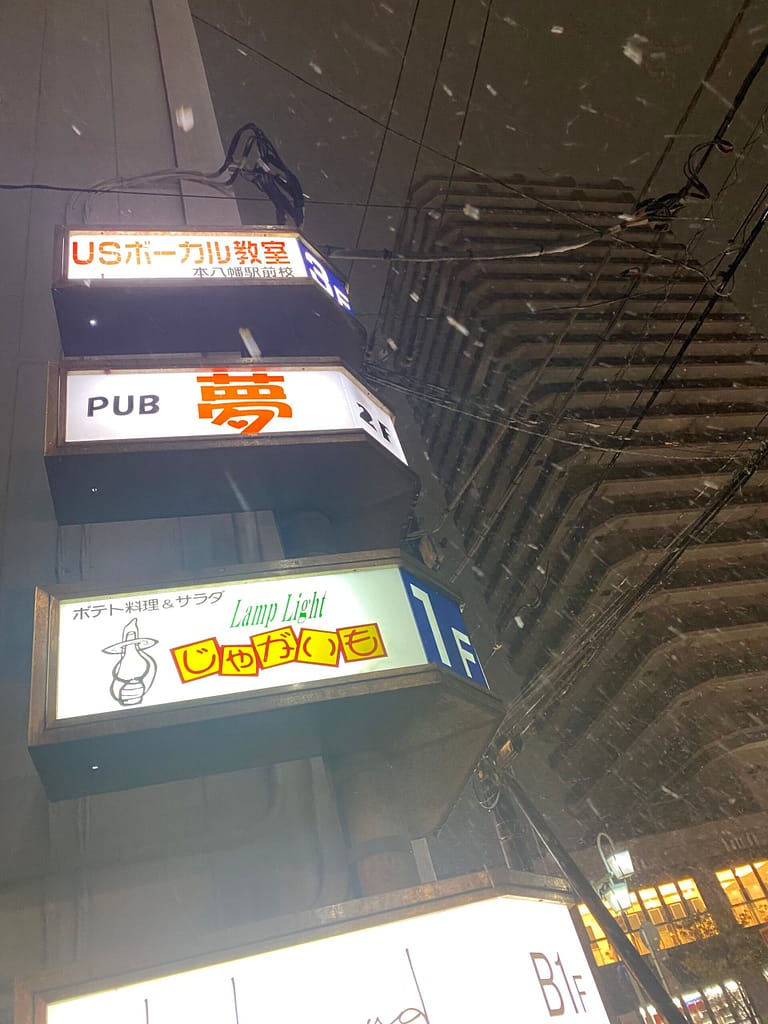 USボーカル教室
本八幡駅前校
3F
PUB 夢
2F
ポテト料理&サラダ
Lamp Light
じゃがいも
1F
B1F